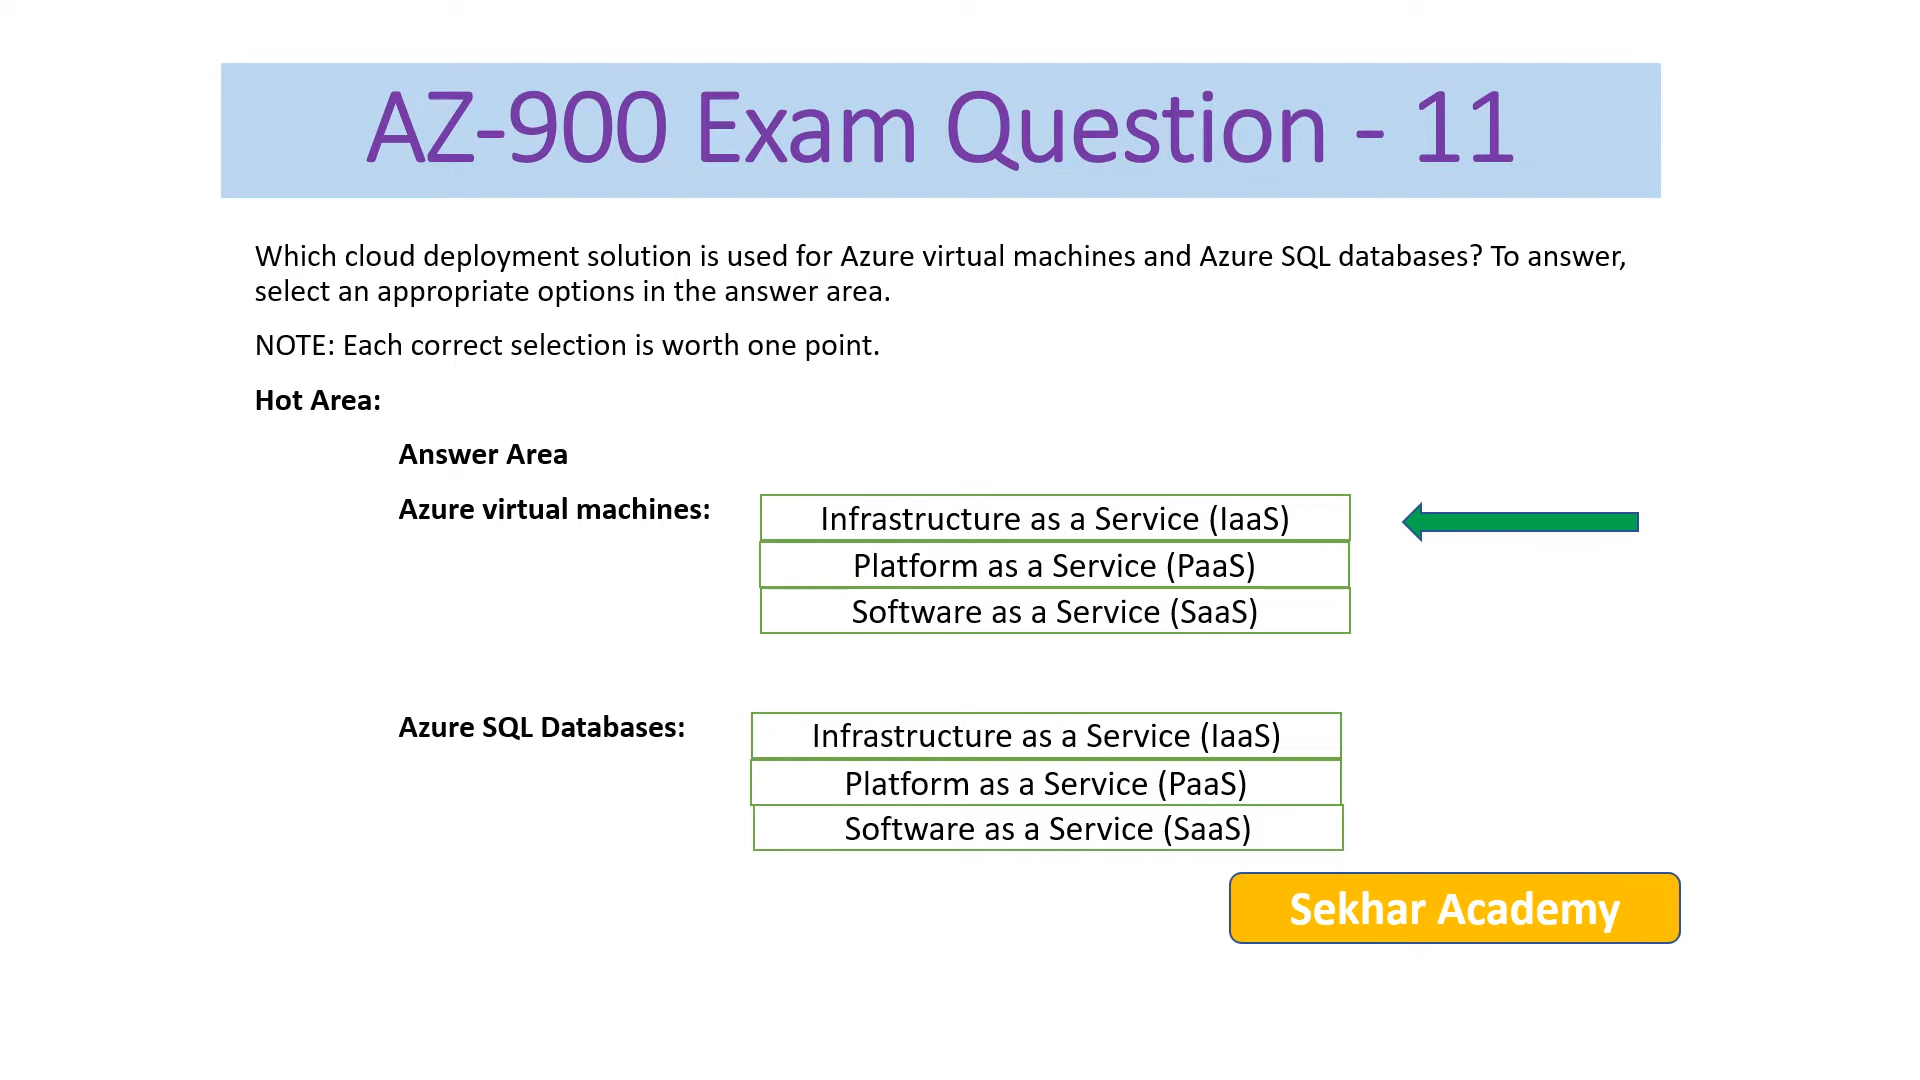 AZ-900 Exam Question - 11
Which cloud deployment solution is used for Azure virtual machines and Azure SQL databases? To answer,
select an appropriate options in the answer area.
NOTE: Each correct selection is worth one point.
Hot Area:
Answer Area
Azure virtual machines:
Infrastructure as a Service (IaaS)
Platform as a Service (PaaS)
Software as a Service (SaaS)
Azure SQL Databases:
Infrastructure as a Service (IaaS)
Platform as a Service (PaaS)
Software as a Service (SaaS)
Sekhar Academy